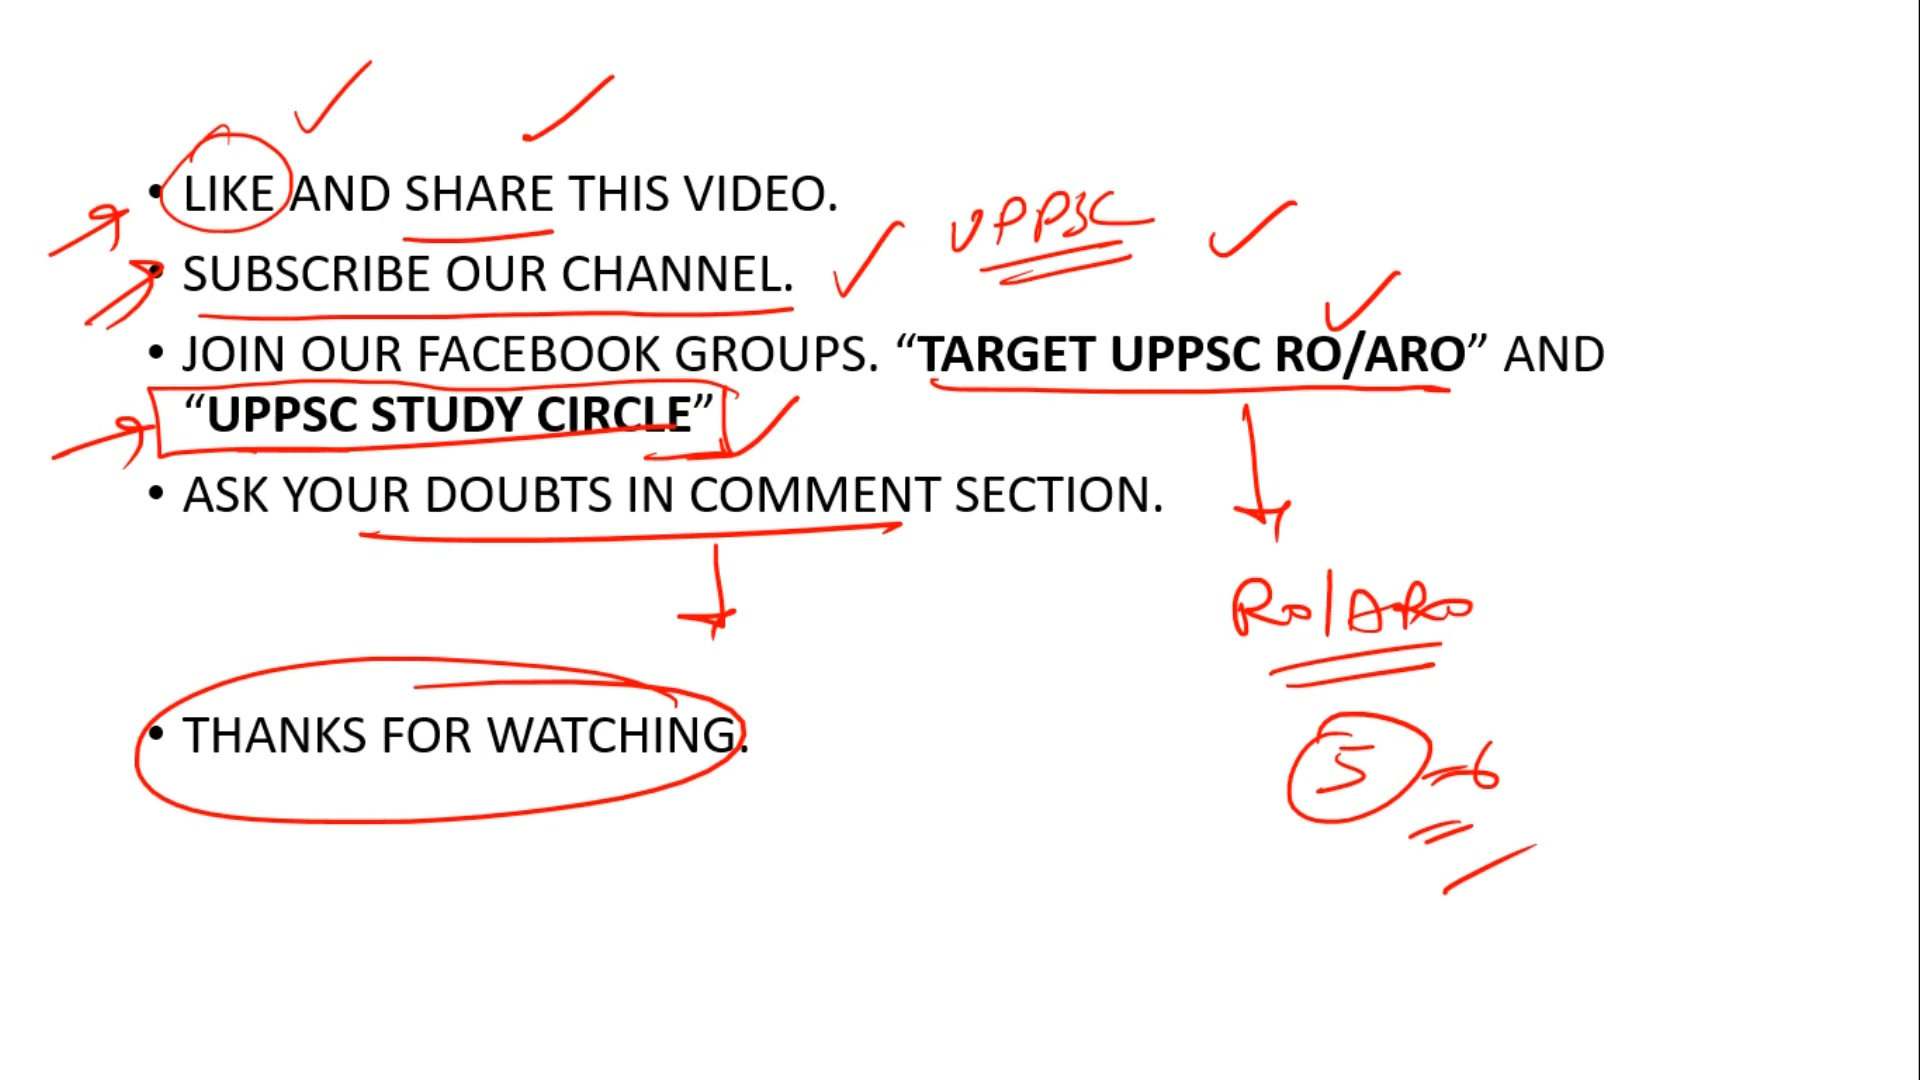 • LIKE AND SHARE THIS VIDEO.
UPPSC
• SUBSCRIBE OUR CHANNEL.
• JOIN OUR FACEBOOK GROUPS. “TARGET UPPSC RO/ARO” AND
“UPPSC STUDY CIRCLE”
• ASK YOUR DOUBTS IN COMMENT SECTION.
Ro/ARo
• THANKS FOR WATCHING.
5-6